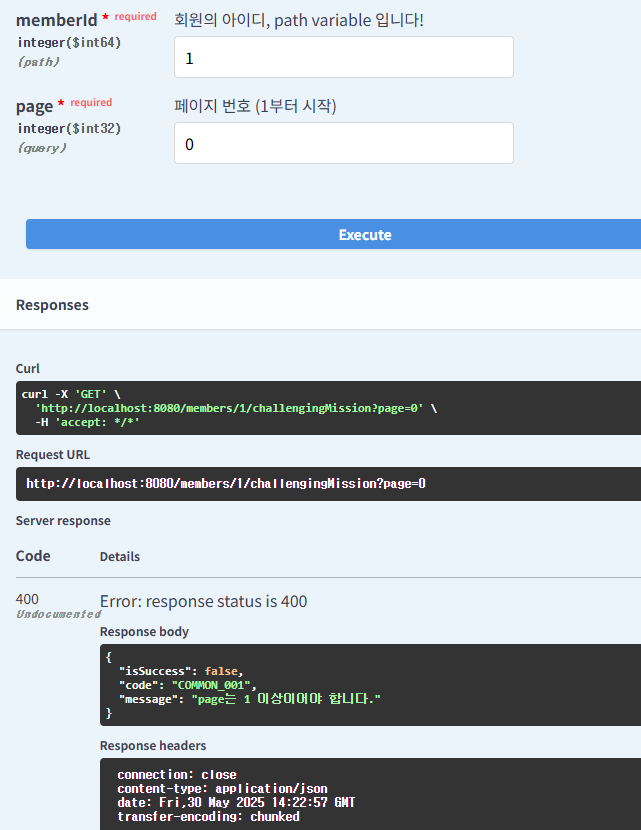 memberId * required 회원의 아이디, path variable 입니다!
integer($int64)
(path)
1
page * required 페이지 번호 (1부터 시작)
integer($int32)
(query)
0
Execute
Responses
Curl
curl -X 'GET' \
'http://localhost:8080/members/1/challengingMission?page=0' \
-H 'accept: */*'
Request URL
http://localhost:8080/members/1/challengingMission?page=0
Server response
Code Details
400 Error: response status is 400
Undocumented
Response body
{
"isSuccess": false,
"code": "COMMON_001",
"message": "page는 1 이상이어야 합니다."
}
Response headers
connection: close
content-type: application/json
date: Fri,30 May 2025 14:22:57 GMT
transfer-encoding: chunked